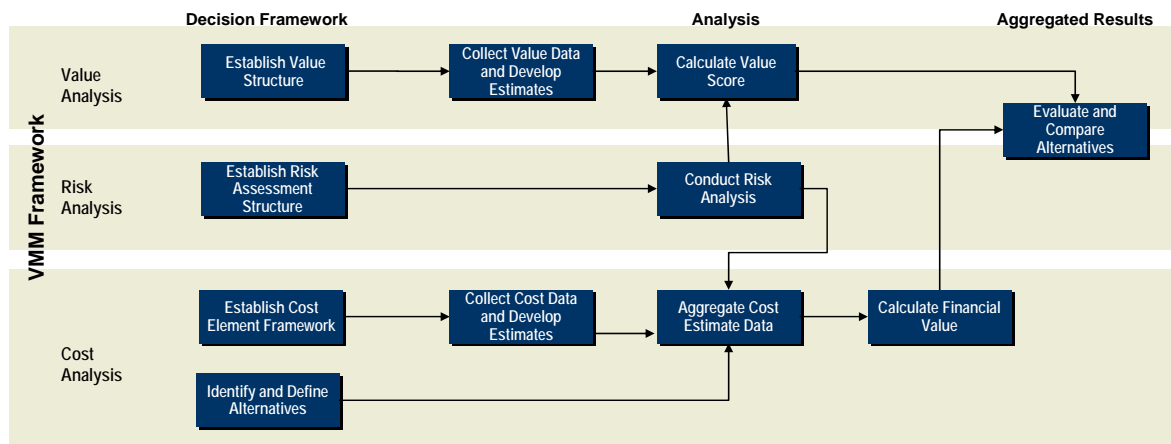 Decision Framework
Analysis
Aggregated Results
VMM Framework
Value
Analysis
Establish Value
Structure
Collect Value Data
and Develop
Estimates
Calculate Value
Score
Evaluate and
Compare
Alternatives
Risk
Analysis
Establish Risk
Assessment
Structure
Conduct Risk
Analysis
Cost
Analysis
Establish Cost
Element Framework
Collect Cost Data
and Develop
Estimates
Aggregate Cost
Estimate Data
Calculate Financial
Value
Identify and Define
Alternatives